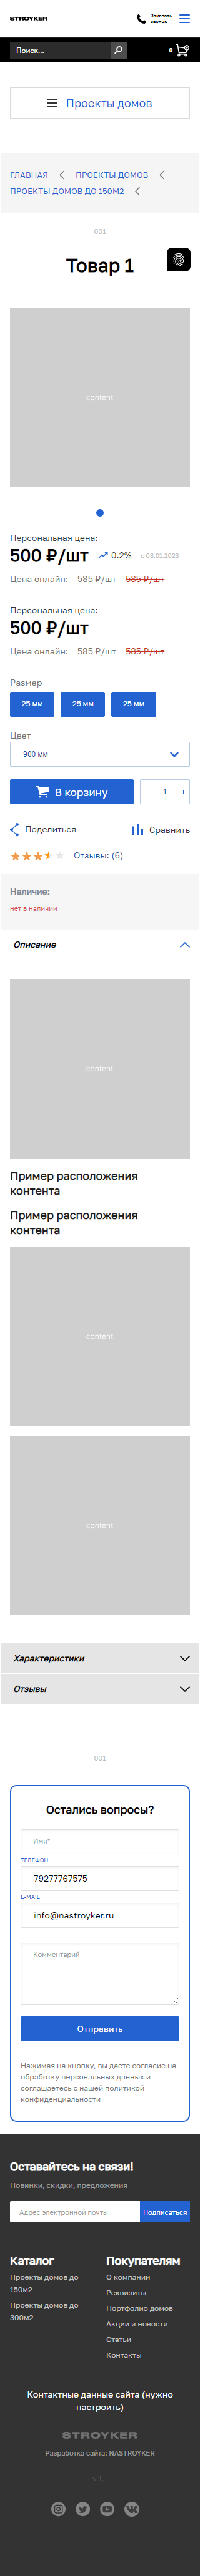 STROYKER
Заказать
звонок
Поиск...
0
Проекты домов
ГЛАВНАЯ
ПРОЕКТЫ ДОМОВ
ПРОЕКТЫ ДОМОВ ДО 150М2
001
Товар 1
content
Персональная цена:
500 ₽/шт
0.2%
с 08.01.2023
Цена онлайн: 585 ₽/шт 585 ₽/шт
Персональная цена:
500 ₽/шт
Цена онлайн: 585 ₽/шт 585 ₽/шт
Размер
25 мм
25 мм
25 мм
Цвет
900 мм
В корзину
− 1 +
Поделиться
Сравнить
Отзывы: (6)
Наличие:
нет в наличии
Описание
content
Пример расположения
контента
Пример расположения
контента
content
content
Характеристики
Отзывы
001
Остались вопросы?
Имя*
ТЕЛЕФОН
79277767575
E-MAIL
info@nastroyker.ru
Комментарий
Отправить
Нажимая на кнопку, вы даете согласие на
обработку персональных данных и
соглашаетесь с нашей политикой
конфиденциальности
Оставайтесь на связи!
Новинки, скидки, предложения
Адрес электронной почты
Подписаться
Каталог
Проекты домов до
150м2
Проекты домов до
300м2
Покупателям
О компании
Реквизиты
Портфолио домов
Акции и новости
Статьи
Контакты
Контактные данные сайта (нужно
настроить)
STROYKER
Разработка сайта: NASTROYKER